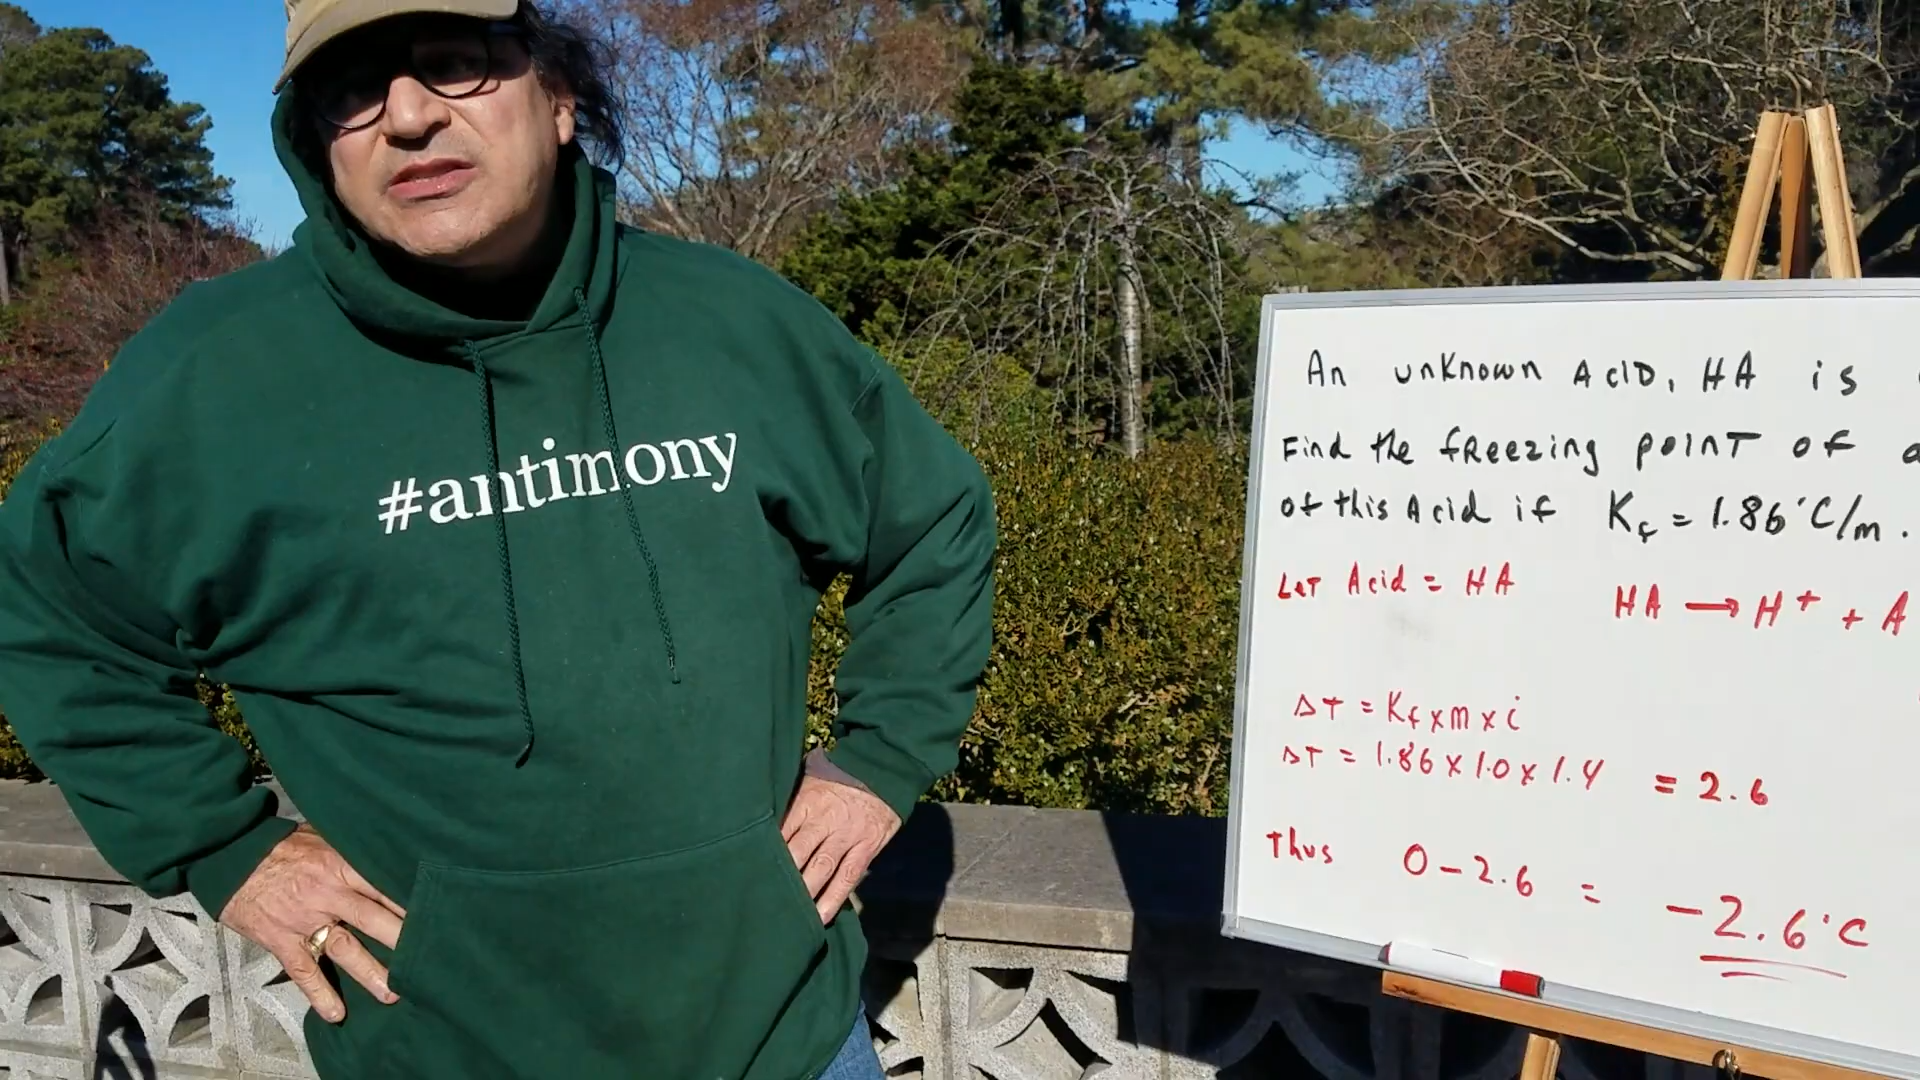 #antimony
An unknown Acid, HA is
Find the freezing point of a
of this Acid if Kf = 1.86°C/m.
Let Acid = HA HA → H+ + A
ΔT = Kf x m x i
ΔT = 1.86 x 1.0 x 1.4 = 2.6
Thus 0 - 2.6 = -2.6°C